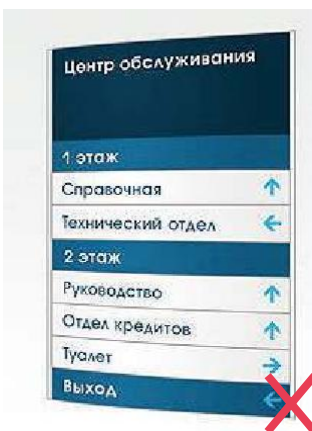 Центр обслуживания
1 этаж
Справочная ↑
Технический отдел ←
2 этаж
Руководство ↑
Отдел кредитов ↑
Туалет →
Выход ←